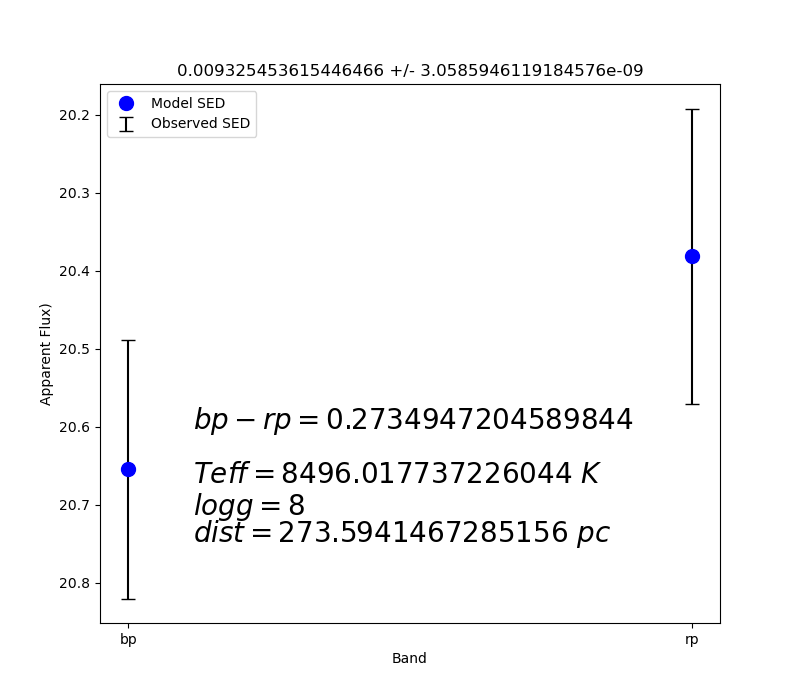 0.009325453615446466 +/- 3.0585946119184576e-09
Model SED
Observed SED
20.2
20.3
20.4
20.5
20.6
20.7
20.8
Apparent Flux)
bp − rp = 0.2734947204589844
Teff = 8496.017737226044 K
logg = 8
dist = 273.5941467285156 pc
bp
rp
Band